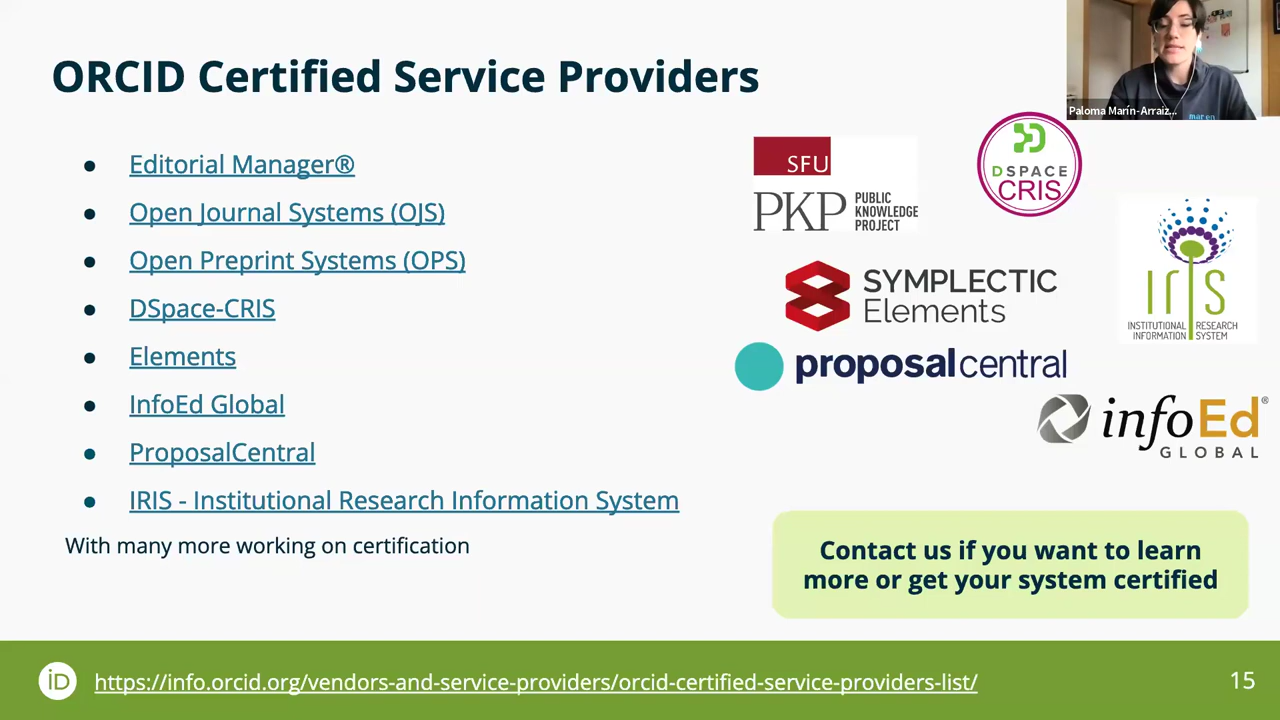 ORCID Certified Service Providers
Paloma Marín-Arraiz...
maren
● Editorial Manager®
● Open Journal Systems (OJS)
● Open Preprint Systems (OPS)
● DSpace-CRIS
● Elements
● InfoEd Global
● ProposalCentral
● IRIS - Institutional Research Information System
With many more working on certification
SFU
PKP PUBLIC
KNOWLEDGE
PROJECT
DSPACE
CRIS
SYMPLECTIC
Elements
IRIS
INSTITUTIONAL RESEARCH
INFORMATION SYSTEM
proposalcentral
infoEd®
GLOBAL
Contact us if you want to learn
more or get your system certified
iD https://info.orcid.org/vendors-and-service-providers/orcid-certified-service-providers-list/
15